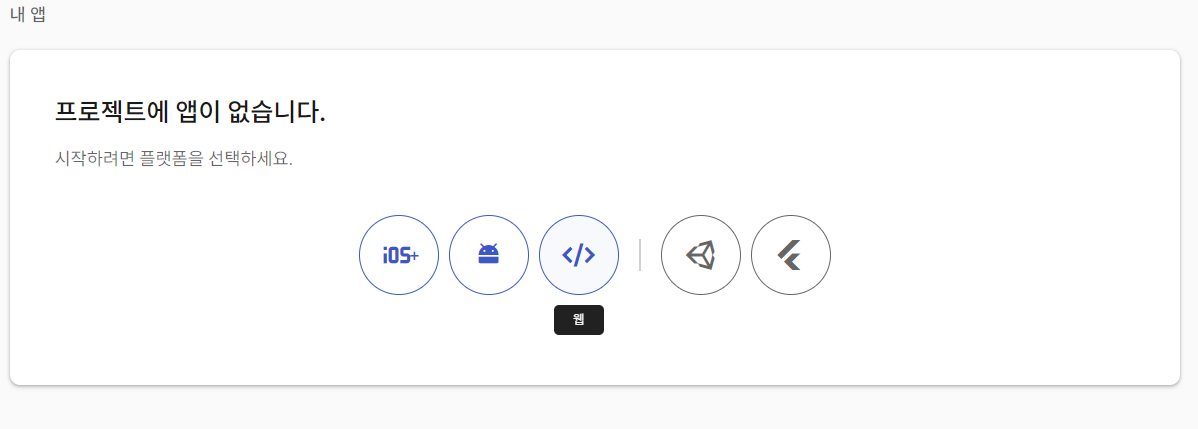 내 앱
프로젝트에 앱이 없습니다.
시작하려면 플랫폼을 선택하세요.
iOS+
</>
웹